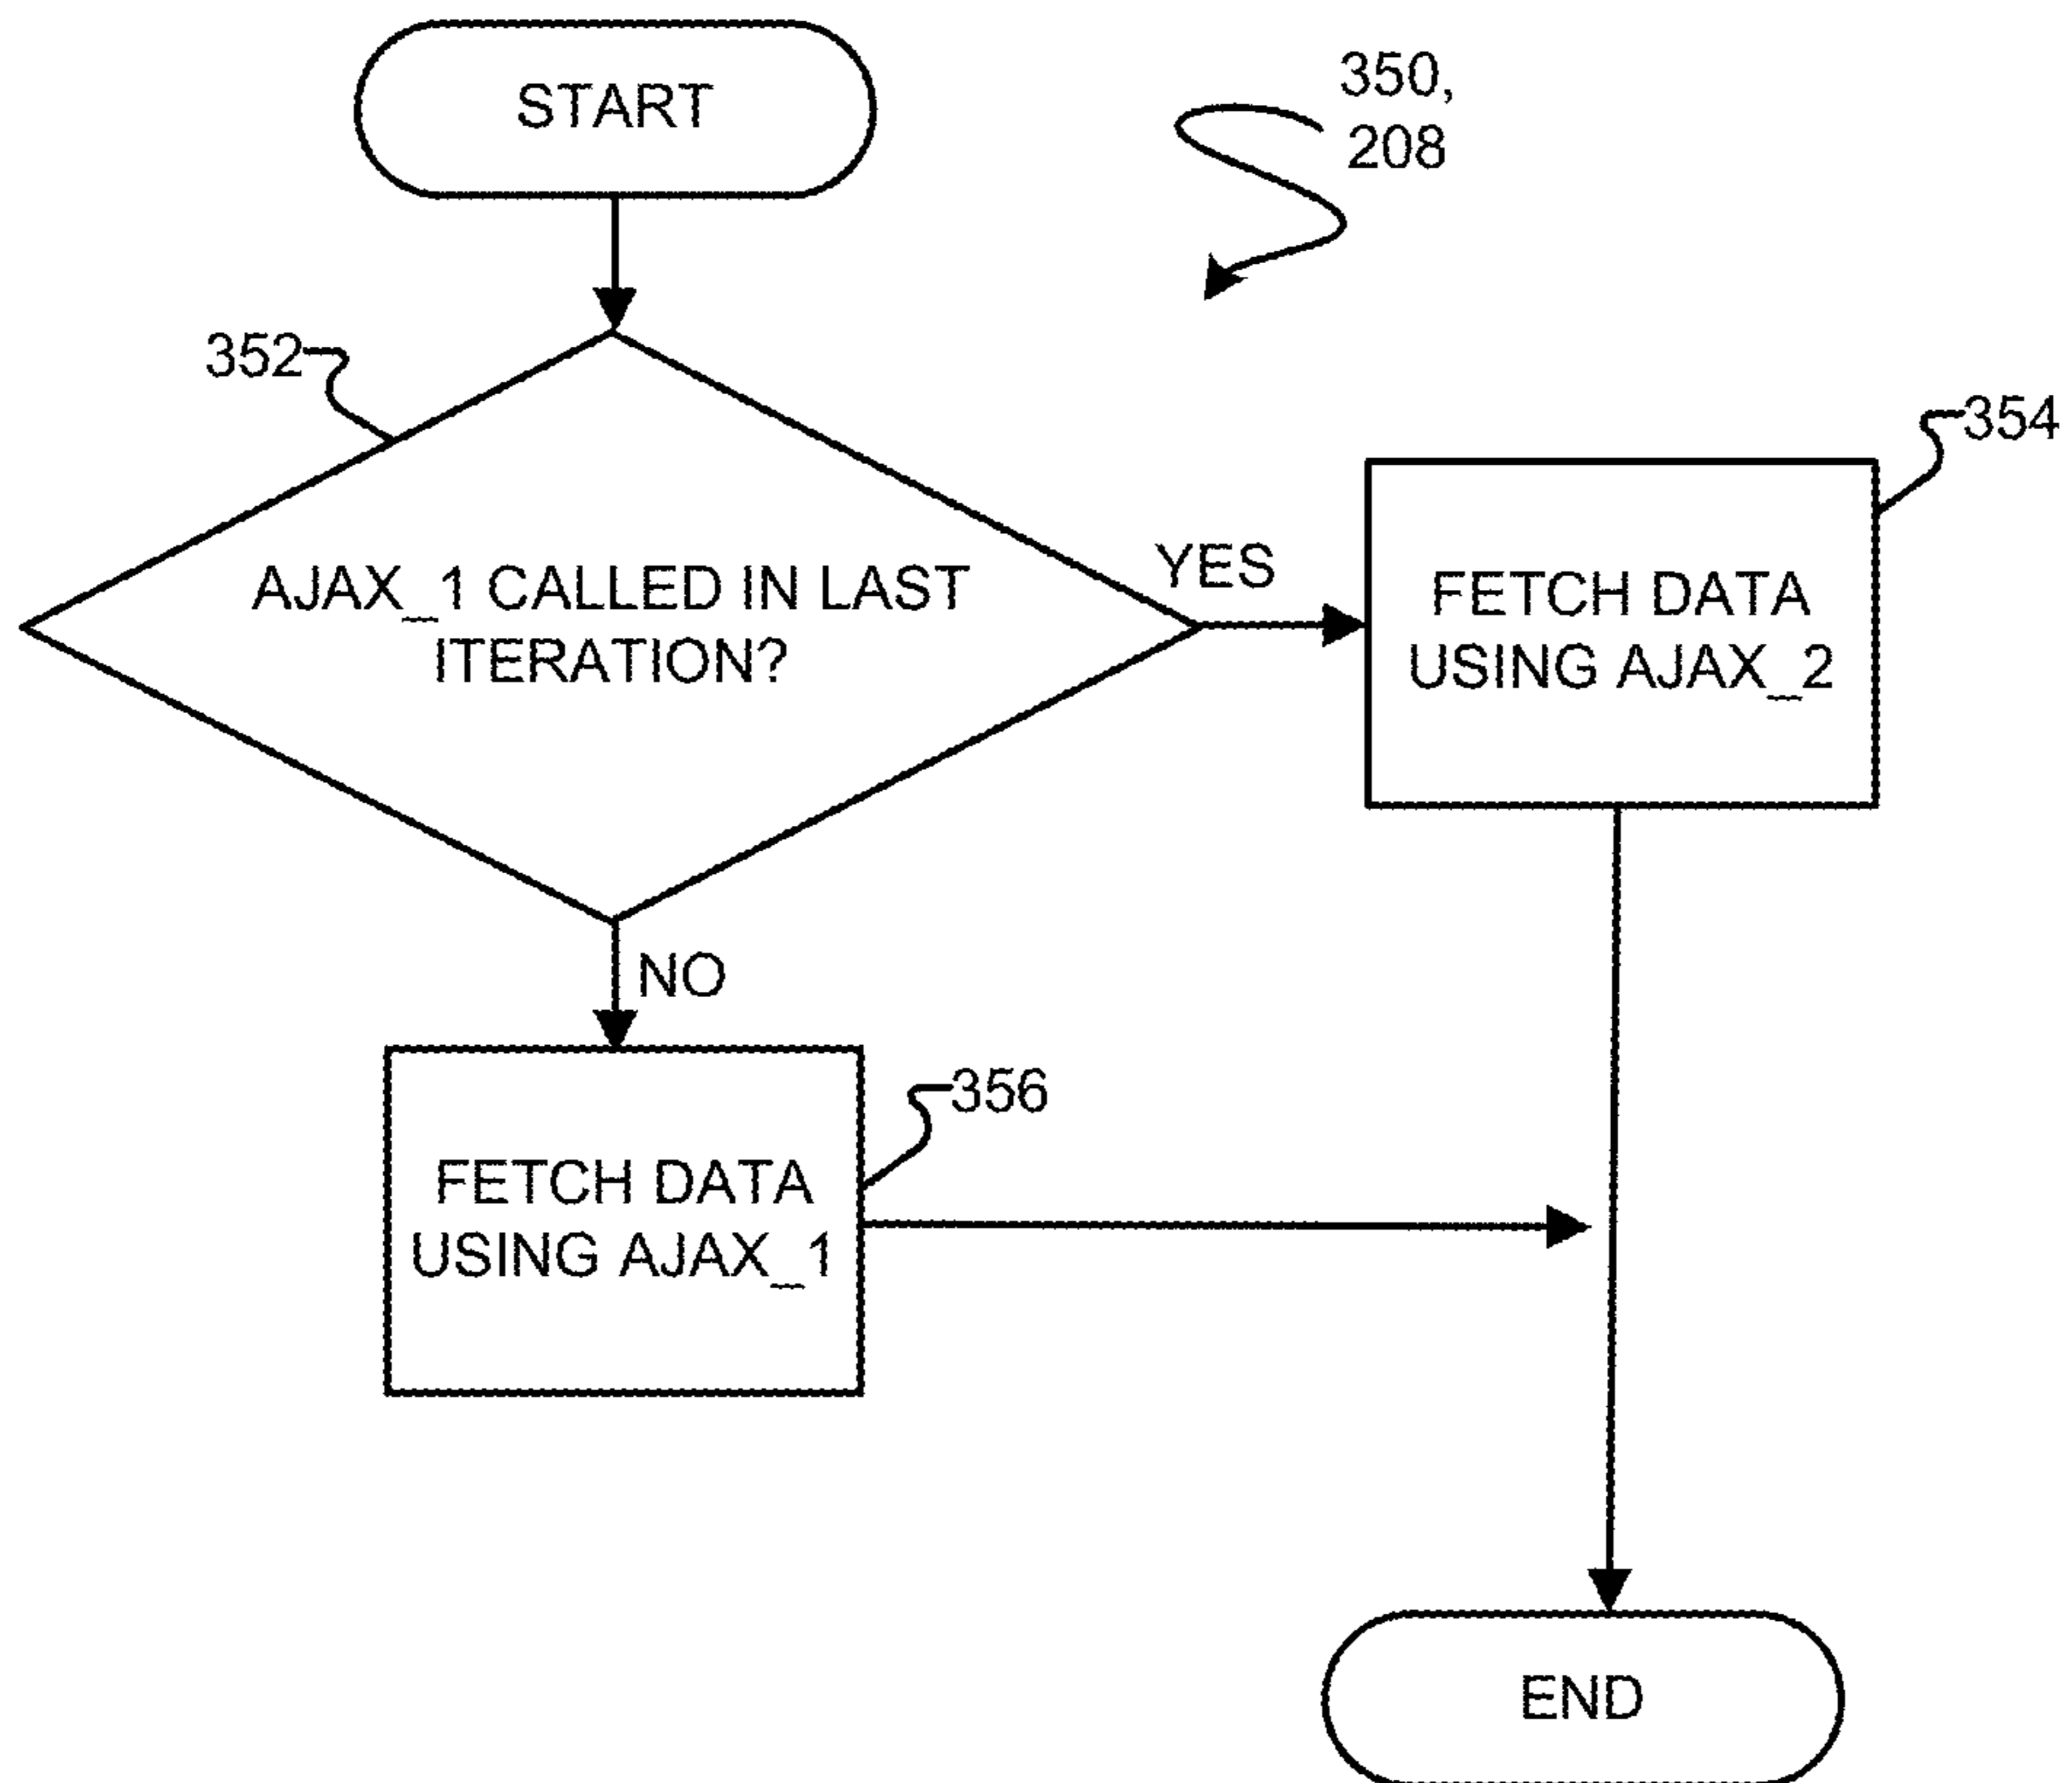 START
350,
208
352
354
AJAX_1 CALLED IN LAST
ITERATION?
YES
FETCH DATA
USING AJAX_2
NO
356
FETCH DATA
USING AJAX_1
END